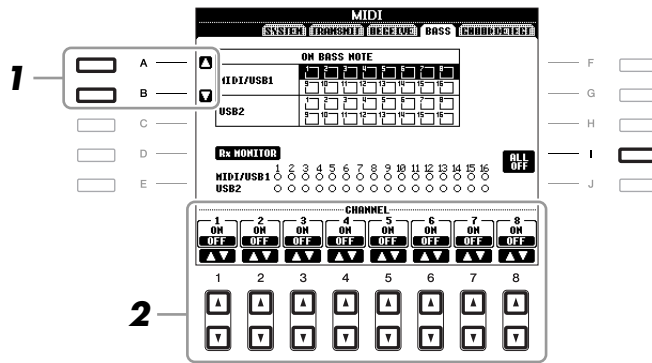 MIDI
SYSTEM TRANSMIT RECEIVE BASS CHORD DETECT
ON BASS NOTE
MIDI/USB1
1 2 3 4 5 6 7 8
9 10 11 12 13 14 15 16
USB2
1 2 3 4 5 6 7 8
9 10 11 12 13 14 15 16
Rx MONITOR
1 2 3 4 5 6 7 8 9 10 11 12 13 14 15 16
MIDI/USB1
USB2
ALL OFF
CHANNEL
1 2 3 4 5 6 7 8
ON ON ON ON ON ON ON ON
OFF OFF OFF OFF OFF OFF OFF OFF
1 2 3 4 5 6 7 8
1
A
B
C
D
E
F
G
H
I
J
2